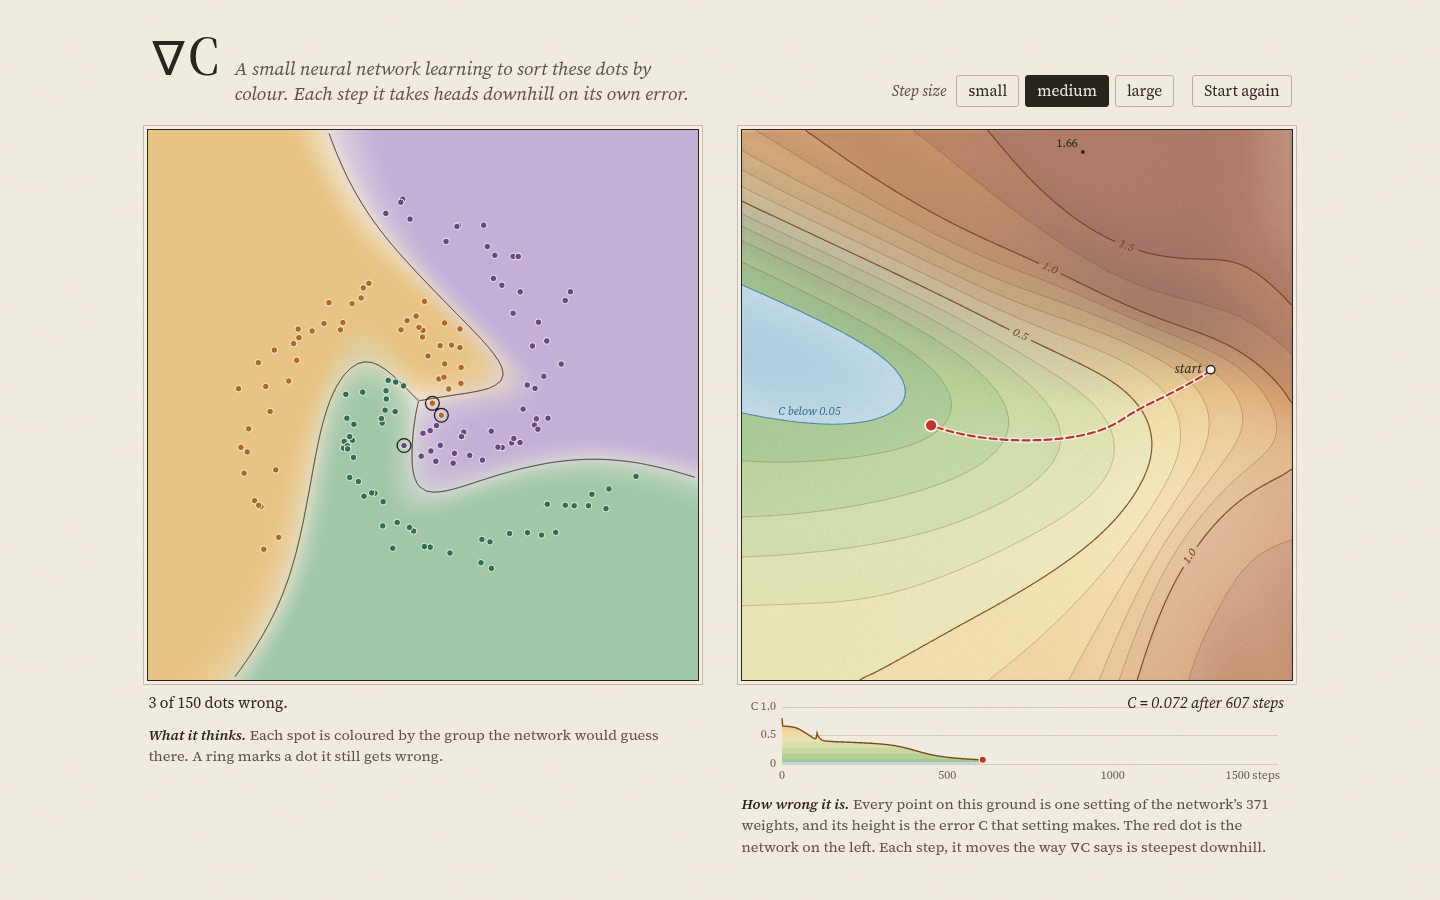 ∇C
A small neural network learning to sort these dots by
colour. Each step it takes heads downhill on its own error.
Step size small medium large Start again
1.66
1.5
1.0
0.5
start
C below 0.05
1.0
3 of 150 dots wrong.
What it thinks. Each spot is coloured by the group the network would guess
there. A ring marks a dot it still gets wrong.
C = 0.072 after 607 steps
C 1.0
0.5
0
0 500 1000 1500 steps
How wrong it is. Every point on this ground is one setting of the network’s 371
weights, and its height is the error C that setting makes. The red dot is the
network on the left. Each step, it moves the way ∇C says is steepest downhill.